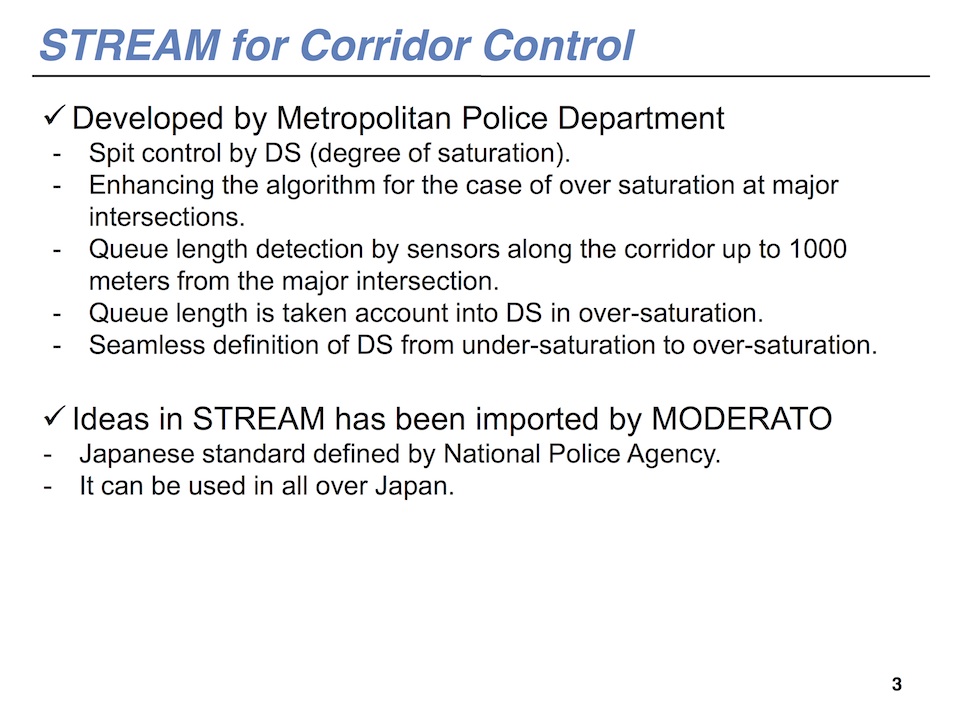 STREAM for Corridor Control
✓ Developed by Metropolitan Police Department
- Spit control by DS (degree of saturation).
- Enhancing the algorithm for the case of over saturation at major
intersections.
- Queue length detection by sensors along the corridor up to 1000
meters from the major intersection.
- Queue length is taken account into DS in over-saturation.
- Seamless definition of DS from under-saturation to over-saturation.
✓ Ideas in STREAM has been imported by MODERATO
- Japanese standard defined by National Police Agency.
- It can be used in all over Japan.
3